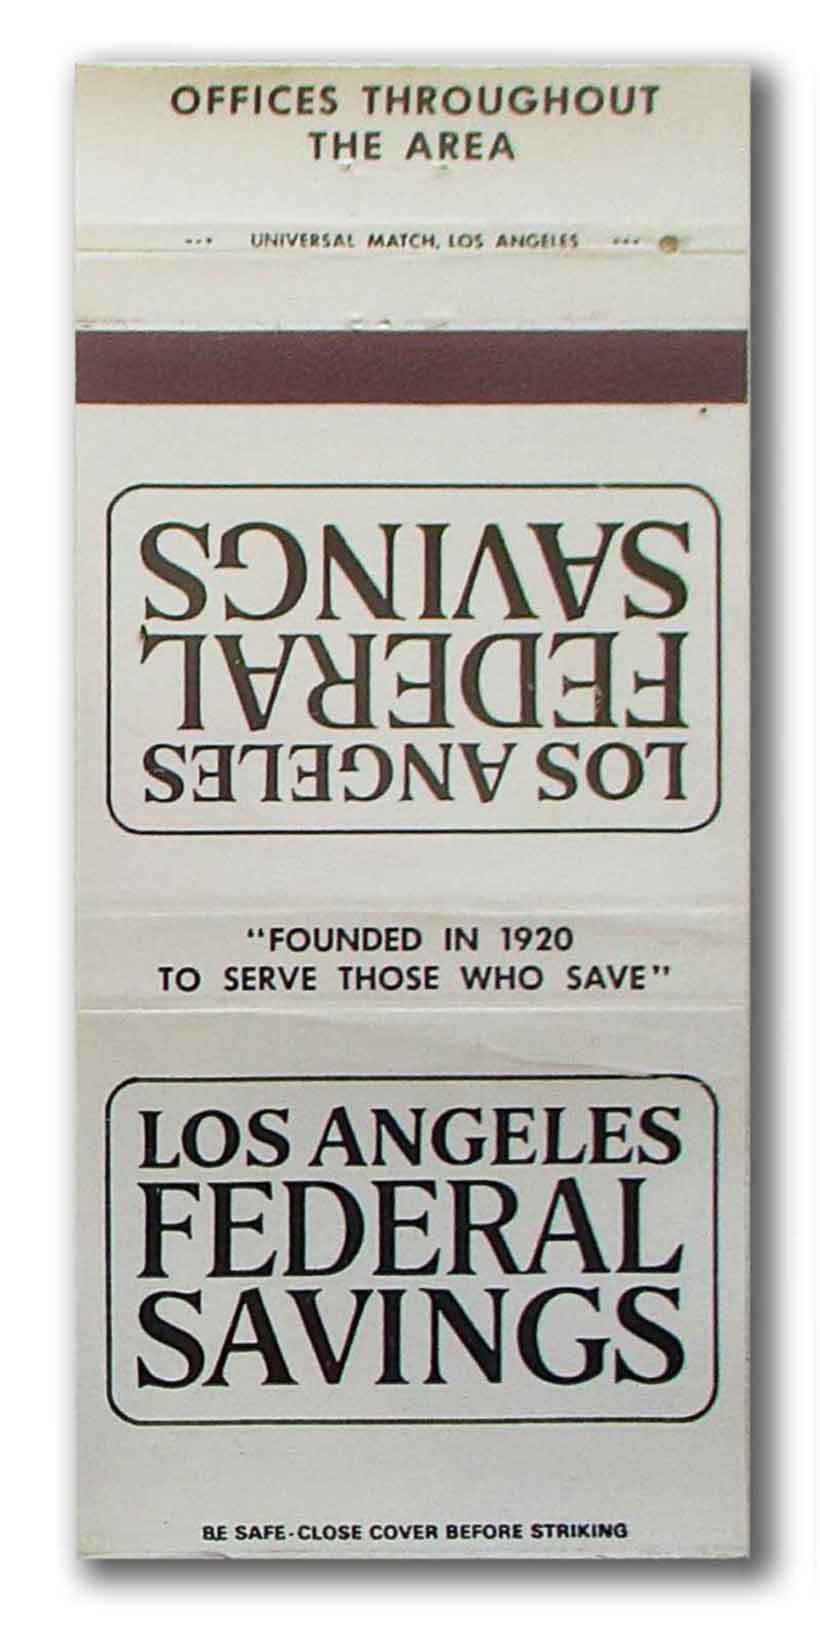 OFFICES THROUGHOUT
THE AREA
--- UNIVERSAL MATCH, LOS ANGELES ---
LOS ANGELES
FEDERAL
SAVINGS
"FOUNDED IN 1920
TO SERVE THOSE WHO SAVE"
LOS ANGELES
FEDERAL
SAVINGS
BE SAFE-CLOSE COVER BEFORE STRIKING